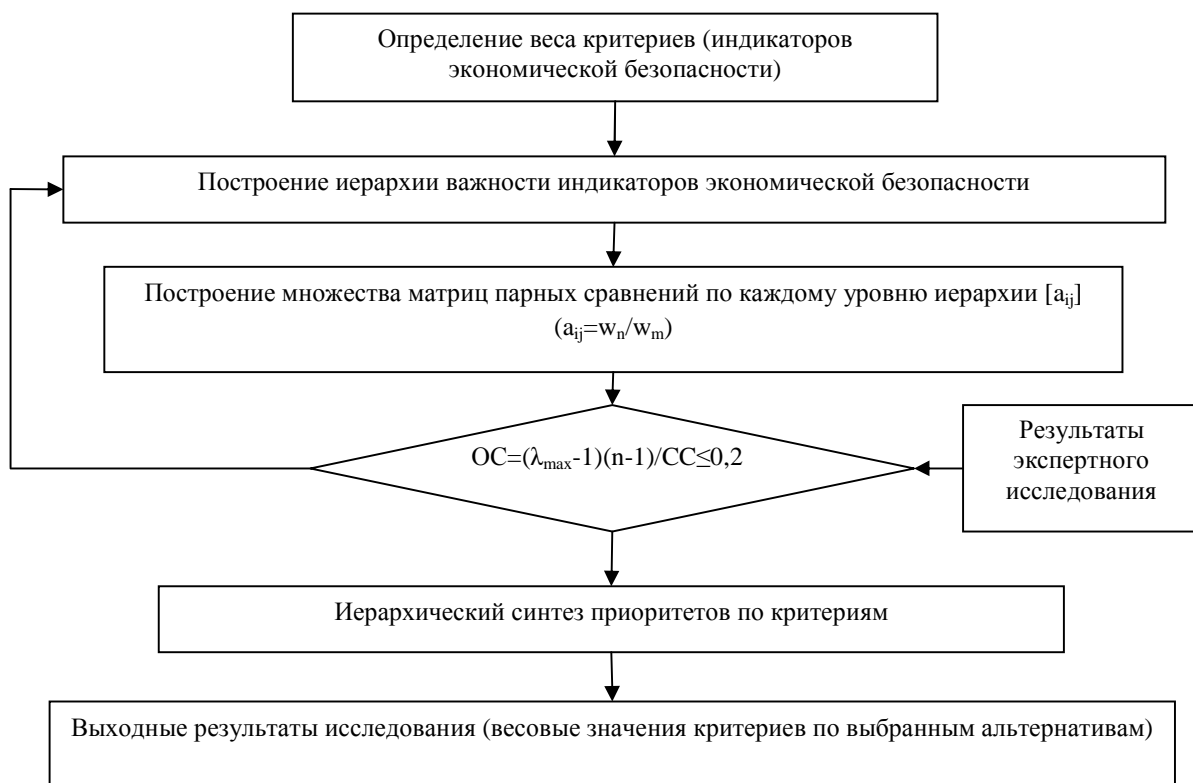 Определение веса критериев (индикаторов
экономической безопасности)
Построение иерархии важности индикаторов экономической безопасности
Построение множества матриц парных сравнений по каждому уровню иерархии [aij]
(aij=wn/wm)
ОС=(λmax-1)(n-1)/СС≤0,2
Результаты
экспертного
исследования
Иерархический синтез приоритетов по критериям
Выходные результаты исследования (весовые значения критериев по выбранным альтернативам)